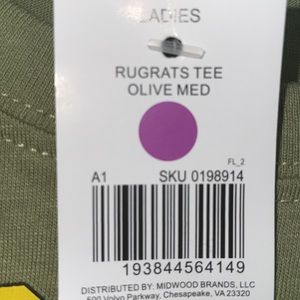 LADIES
RUGRATS TEE
OLIVE MED
FL_2
A1 SKU 0198914
193844564149
DISTRIBUTED BY: MIDWOOD BRANDS, LLC
500 Volvo Parkway, Chesapeake, VA 23320